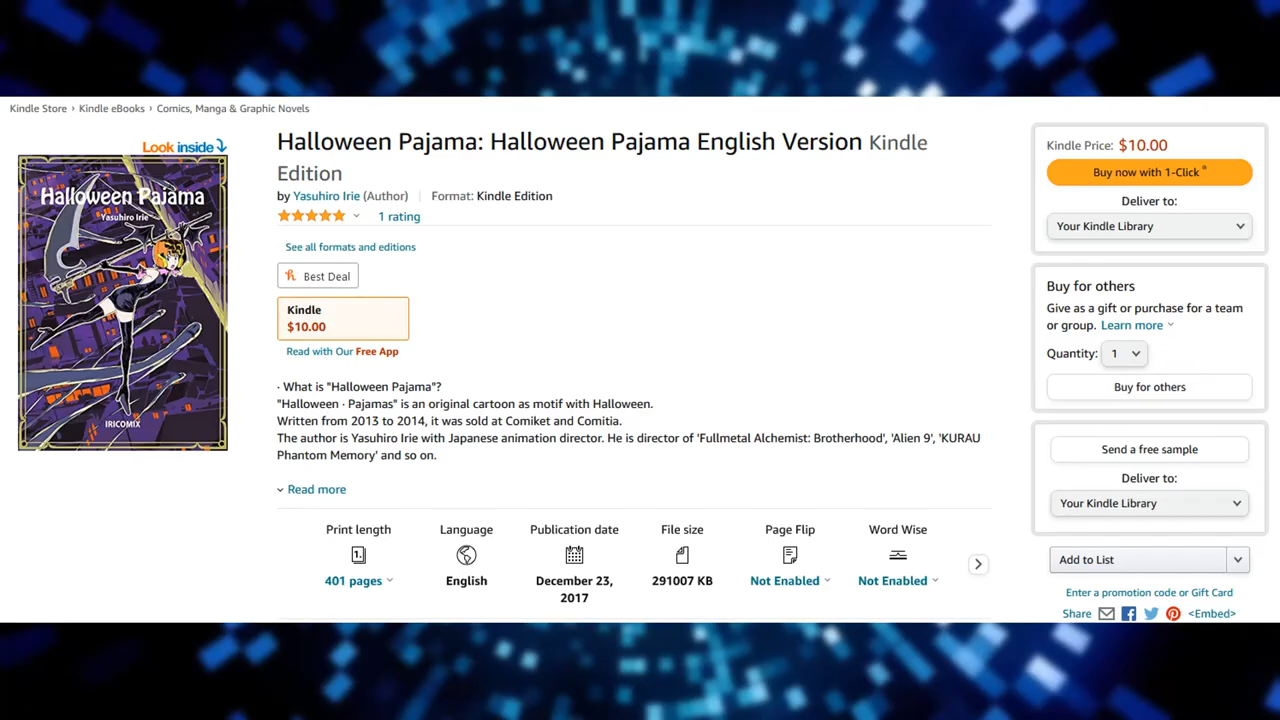 Kindle Store › Kindle eBooks › Comics, Manga & Graphic Novels
Look inside
Halloween Pajama
Yasuhiro Irie
IRICOMIX
Halloween Pajama: Halloween Pajama English Version Kindle
Edition
by Yasuhiro Irie (Author) | Format: Kindle Edition
1 rating
See all formats and editions
Best Deal
Kindle
$10.00
Read with Our Free App
· What is "Halloween Pajama"?
"Halloween · Pajamas" is an original cartoon as motif with Halloween.
Written from 2013 to 2014, it was sold at Comiket and Comitia.
The author is Yasuhiro Irie with Japanese animation director. He is director of 'Fullmetal Alchemist: Brotherhood', 'Alien 9', 'KURAU
Phantom Memory' and so on.
Read more
Print length Language Publication date File size Page Flip Word Wise
1.
401 pages English December 23, 291007 KB Not Enabled Not Enabled
2017
Kindle Price: $10.00
Buy now with 1-Click ®
Deliver to:
Your Kindle Library
Buy for others
Give as a gift or purchase for a team
or group. Learn more
Quantity: 1
Buy for others
Send a free sample
Deliver to:
Your Kindle Library
Add to List
Enter a promotion code or Gift Card
Share <Embed>